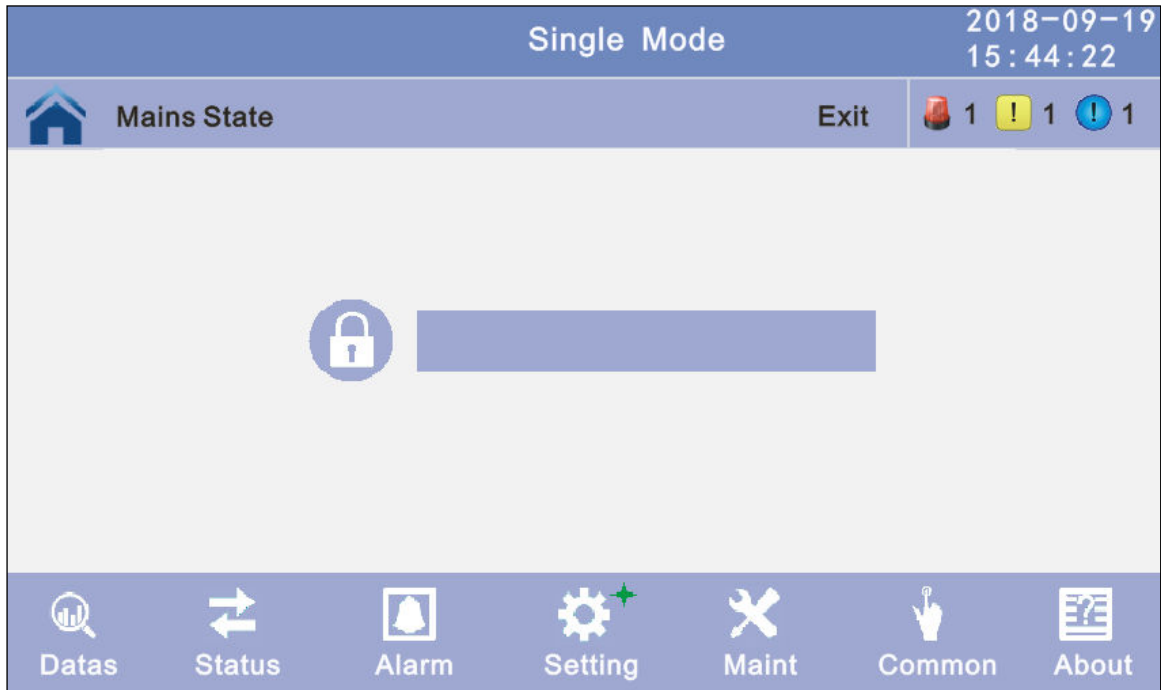 Single Mode
2018-09-19
15:44:22
Mains State
Exit
1
! 1
! 1
Datas
Status
Alarm
Setting
Maint
Common
?
About